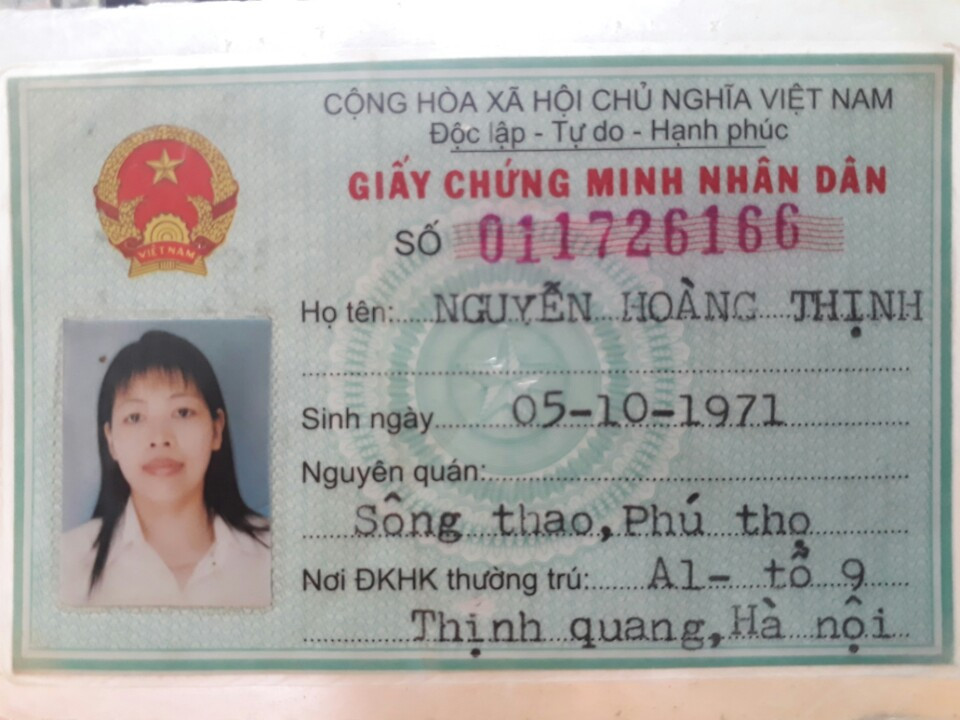 CỘNG HÒA XÃ HỘI CHỦ NGHĨA VIỆT NAM
Độc lập - Tự do - Hạnh phúc
GIẤY CHỨNG MINH NHÂN DÂN
SỐ 011726166
VIỆT NAM
Họ tên: NGUYỄN HOÀNG THỊNH
Sinh ngày 05-10-1971
Nguyên quán:
Sông thao, Phú thọ
Nơi ĐKHK thường trú: A1- tổ 9
Thịnh quang, Hà nội